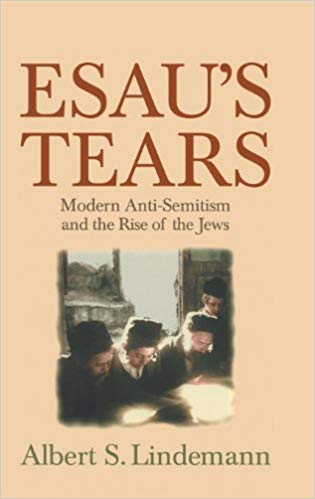 ESAU'S
TEARS
Modern Anti-Semitism
and the Rise of the Jews
Albert S. Lindemann